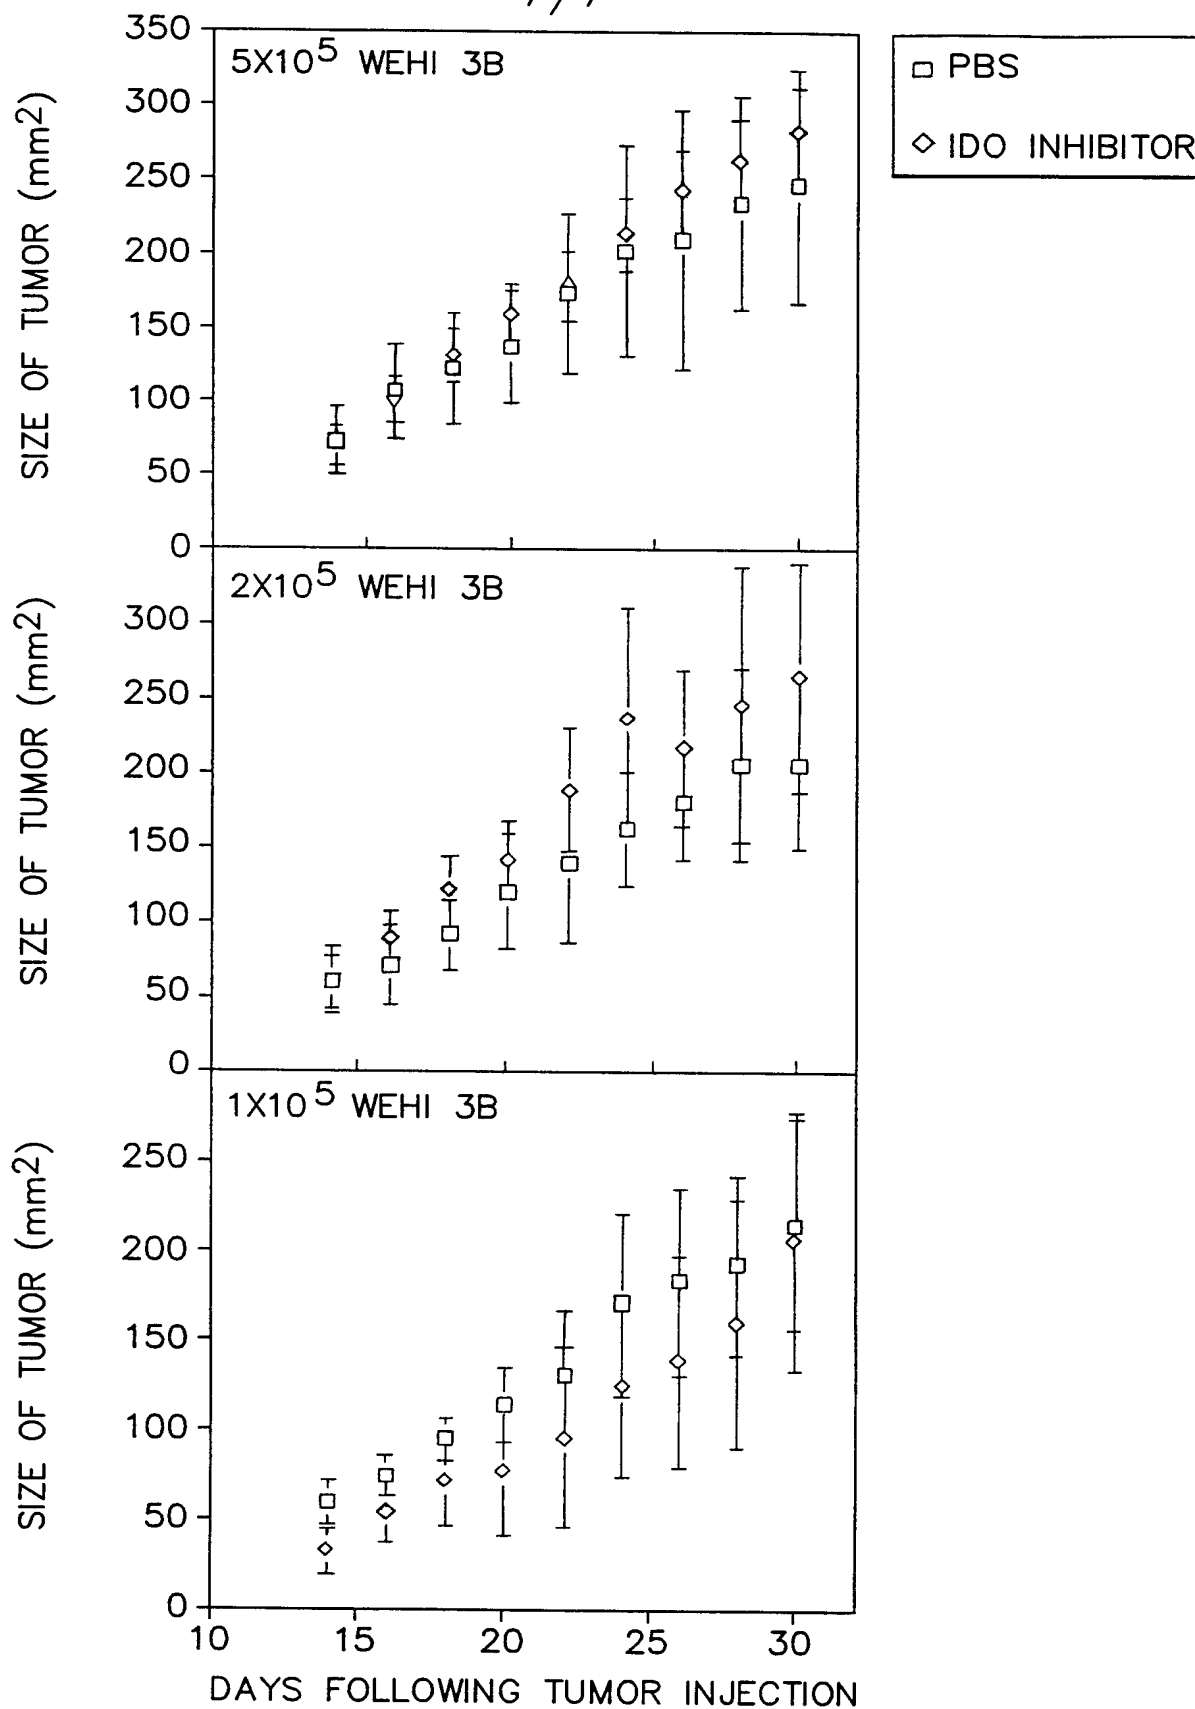 350
5X10⁵ WEHI 3B
300
250
200
150
100
50
0
SIZE OF TUMOR (mm²)
PBS
IDO INHIBITOR
2X10⁵ WEHI 3B
300
250
200
150
100
50
0
SIZE OF TUMOR (mm²)
1X10⁵ WEHI 3B
250
200
150
100
50
0
SIZE OF TUMOR (mm²)
10 15 20 25 30
DAYS FOLLOWING TUMOR INJECTION